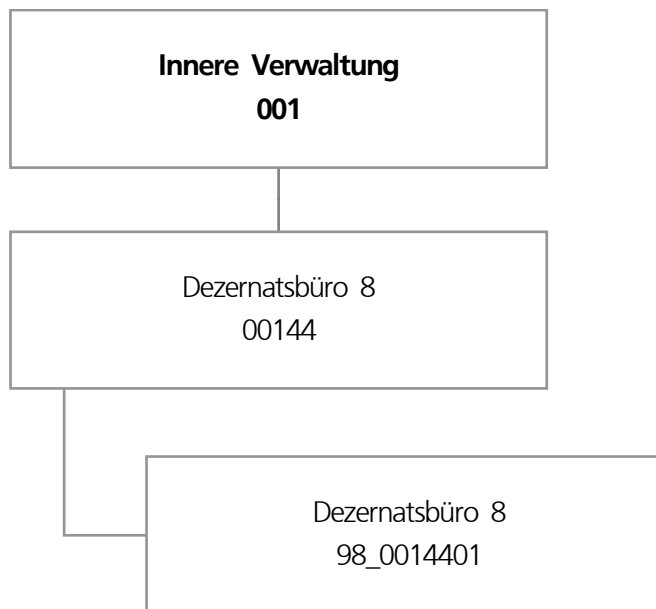 Innere Verwaltung
001
Dezernatsbüro 8
00144
Dezernatsbüro 8
98_0014401